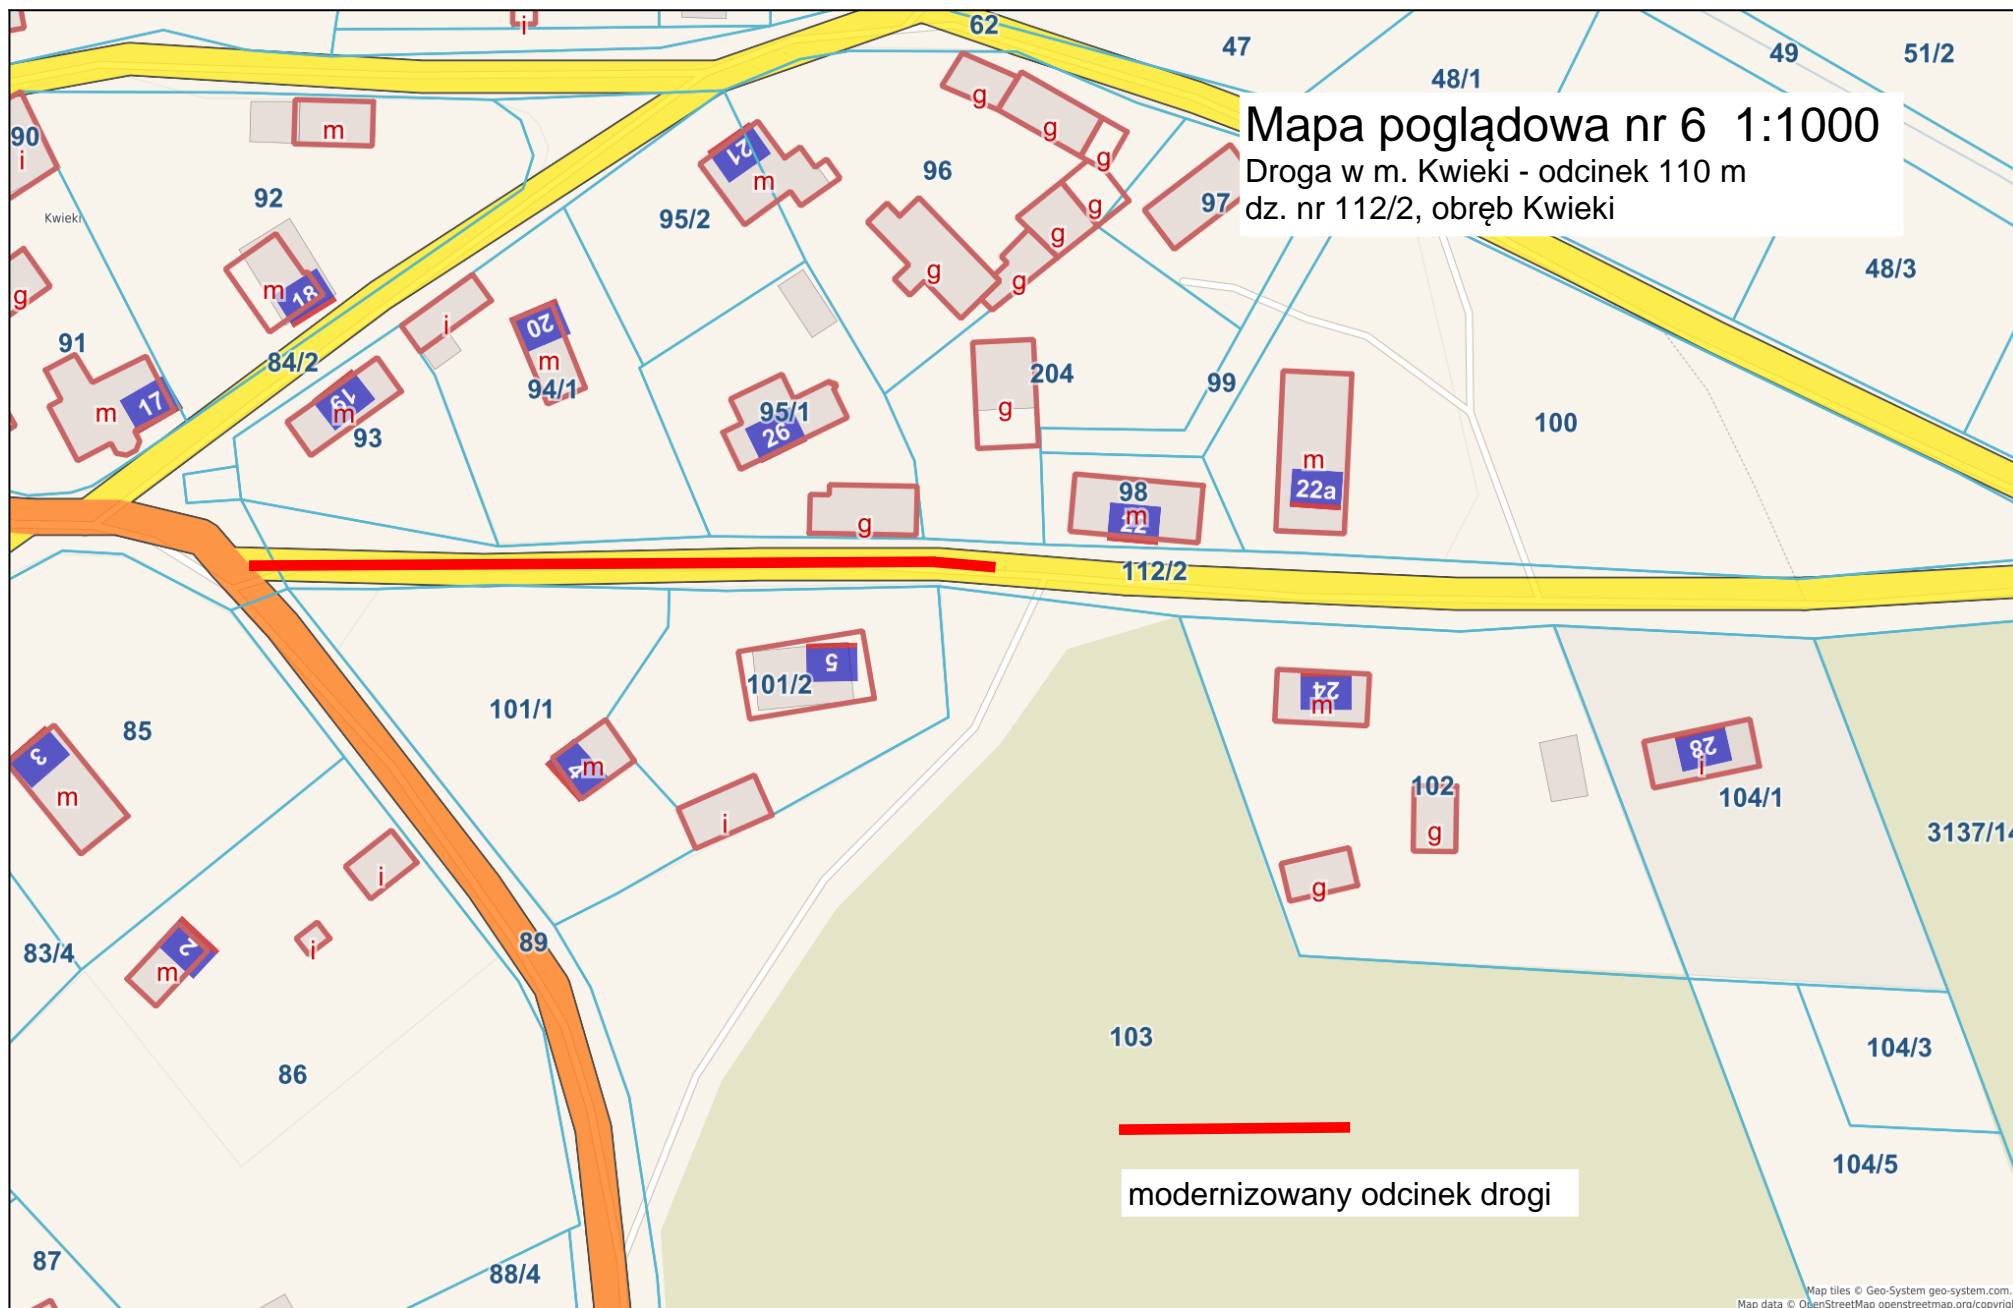 i
62
47
49
51/2
48/1
Mapa poglądowa nr 6 1:1000
Droga w m. Kwieki - odcinek 110 m
dz. nr 112/2, obręb Kwieki
g
g
g
90
m
i
21
m
96
92
Kwieki
95/2
g
97
g
48/3
g
g
g
m
18
91
i
20
84/2
m
204
99
94/1
17
m
19
m
95/1
g
100
26
93
m
22a
98
m
22
g
112/2
5
101/2
24
m
101/1
85
3
28
i
4
m
102
104/1
m
i
g
3137/14
i
g
83/4
2
m
i
89
103
104/3
86
104/5
modernizowany odcinek drogi
87
88/4
Map tiles © Geo-System geo-system.com
Map data © OpenStreetMap openstreetmap.org/copyrig